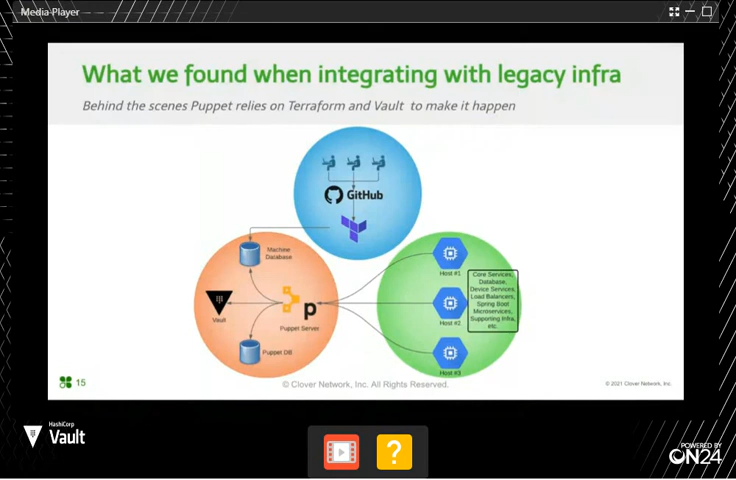 Media Player
What we found when integrating with legacy infra
Behind the scenes Puppet relies on Terraform and Vault to make it happen
GitHub
Machine
Database
Vault
Puppet Server
Puppet DB
Host #1
Host #2
Host #3
Core Services,
Database,
Device Services,
Load Balancers,
Spring Boot
Microservices,
Supporting Infra,
etc.
15
© Clover Network, Inc. All Rights Reserved.
© 2021 Clover Network, Inc.
HashiCorp
Vault
?
POWERED BY
ON24